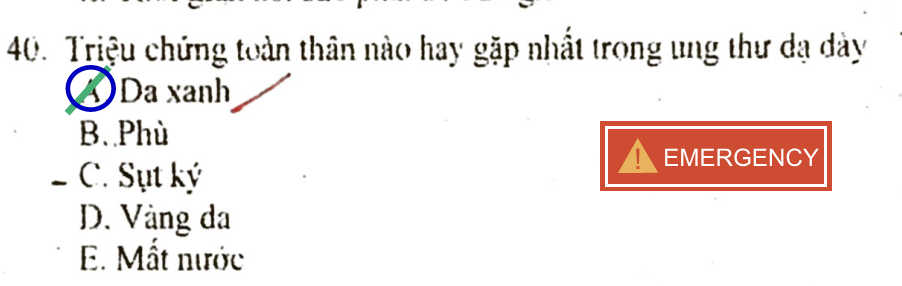 40. Triệu chứng toàn thân nào hay gặp nhất trong ung thư dạ dày
A. Da xanh
B. Phù
C. Sụt ký
D. Vàng da
E. Mất nước
EMERGENCY